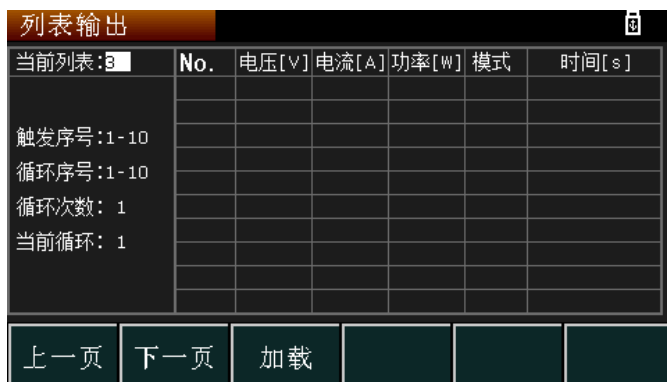 列表输出
当前列表:3 No. 电压[V] 电流[A] 功率[W] 模式 时间[s]
触发序号:1-10
循环序号:1-10
循环次数: 1
当前循环: 1
上一页 下一页 加载